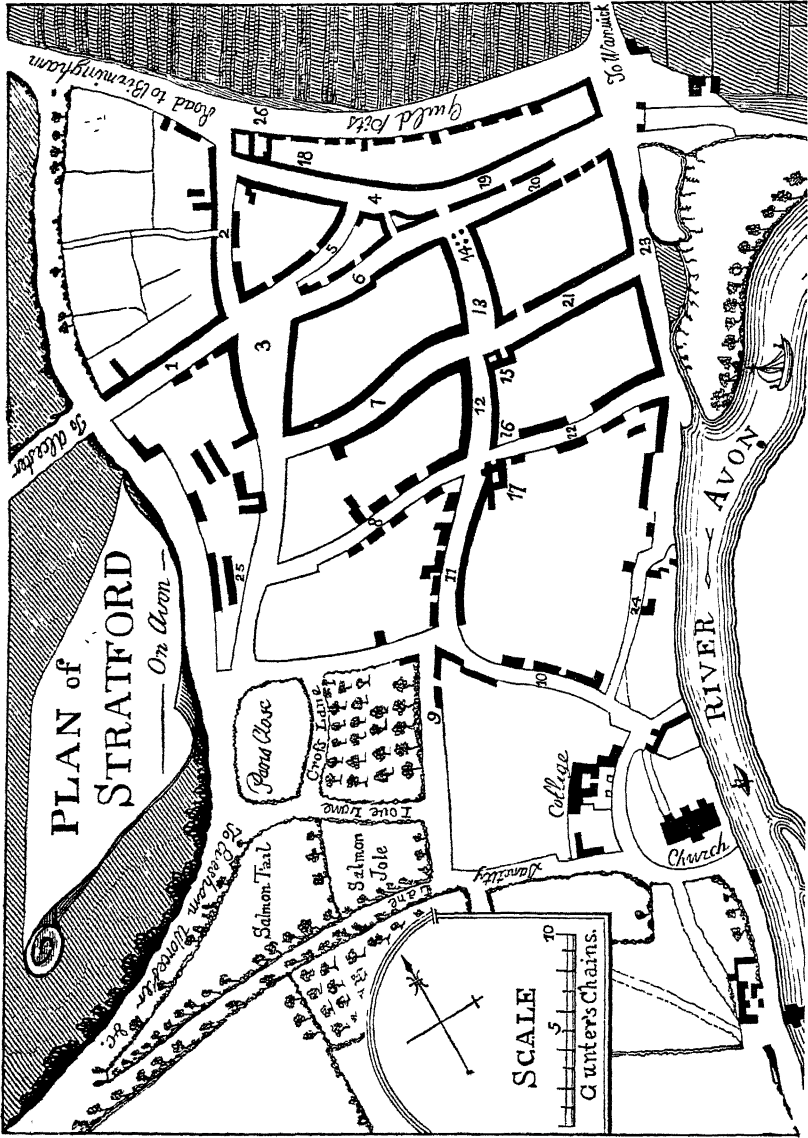 PLAN of
STRATFORD
On Avon
To Alcester
Road to Birmingham
To Warwick
Guild Pits
26
18
4
19
20
2
5
6
14
23
1
3
13
21
7
15
12
16
22
8
17
25
11
24
10
9
RIVER AVON
Pons Close
Cross Lane
Love Lane
To Evesham Worcester &c.
Salmon Tail
Salmon
Jole
Lane
Sanctity
College
Church
SCALE
5
10
Gunter's Chains.